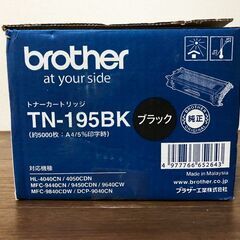 brother
at your side
トナーカートリッジ
TN-195BK
ブラック
(約5000枚:A4/5%印字時)
純正
対応機種
HL-4040CN / 4050CDN
MFC-9440CN / 9450CDN / 9640CW
MFC-9840CDW / DCP-9040CN
4 977766 652643
www.brother.co.jp
ブラザー工業株式会社